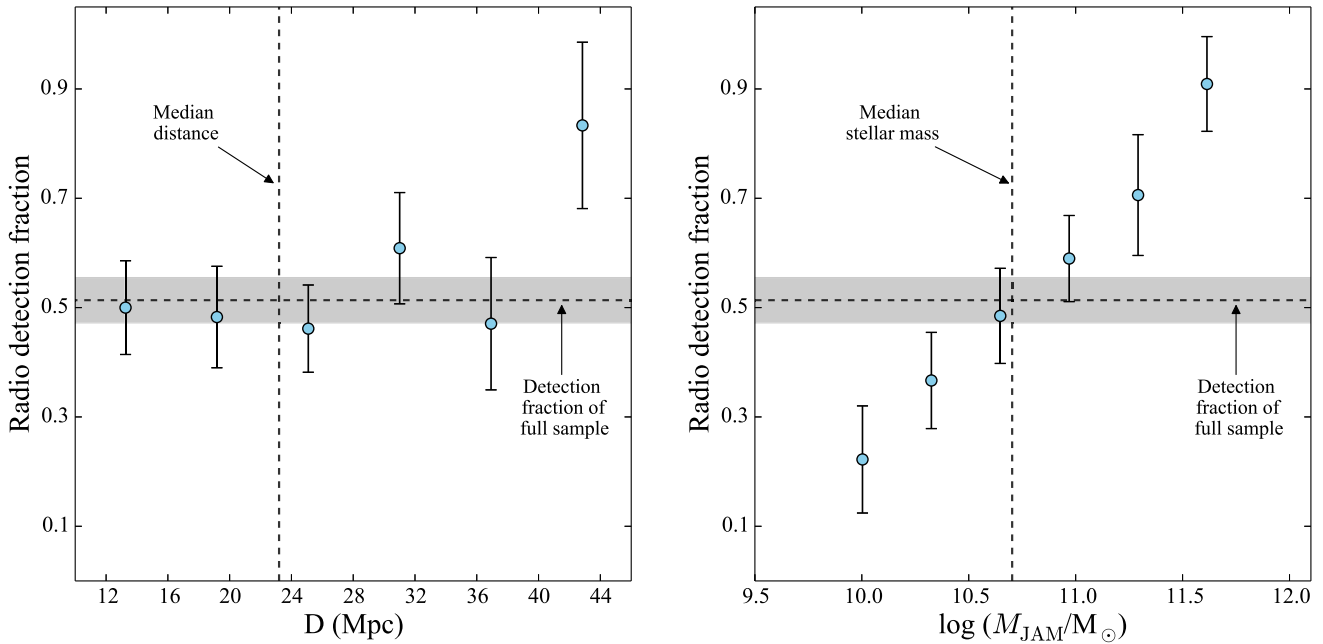 Radio detection fraction
0.9
0.7
0.5
0.3
0.1
Median
distance
Detection
fraction of
full sample
12 16 20 24 28 32 36 40 44
D (Mpc)
Radio detection fraction
0.9
0.7
0.5
0.3
0.1
Median
stellar mass
Detection
fraction of
full sample
9.5 10.0 10.5 11.0 11.5 12.0
log (M_JAM/M_⊙)